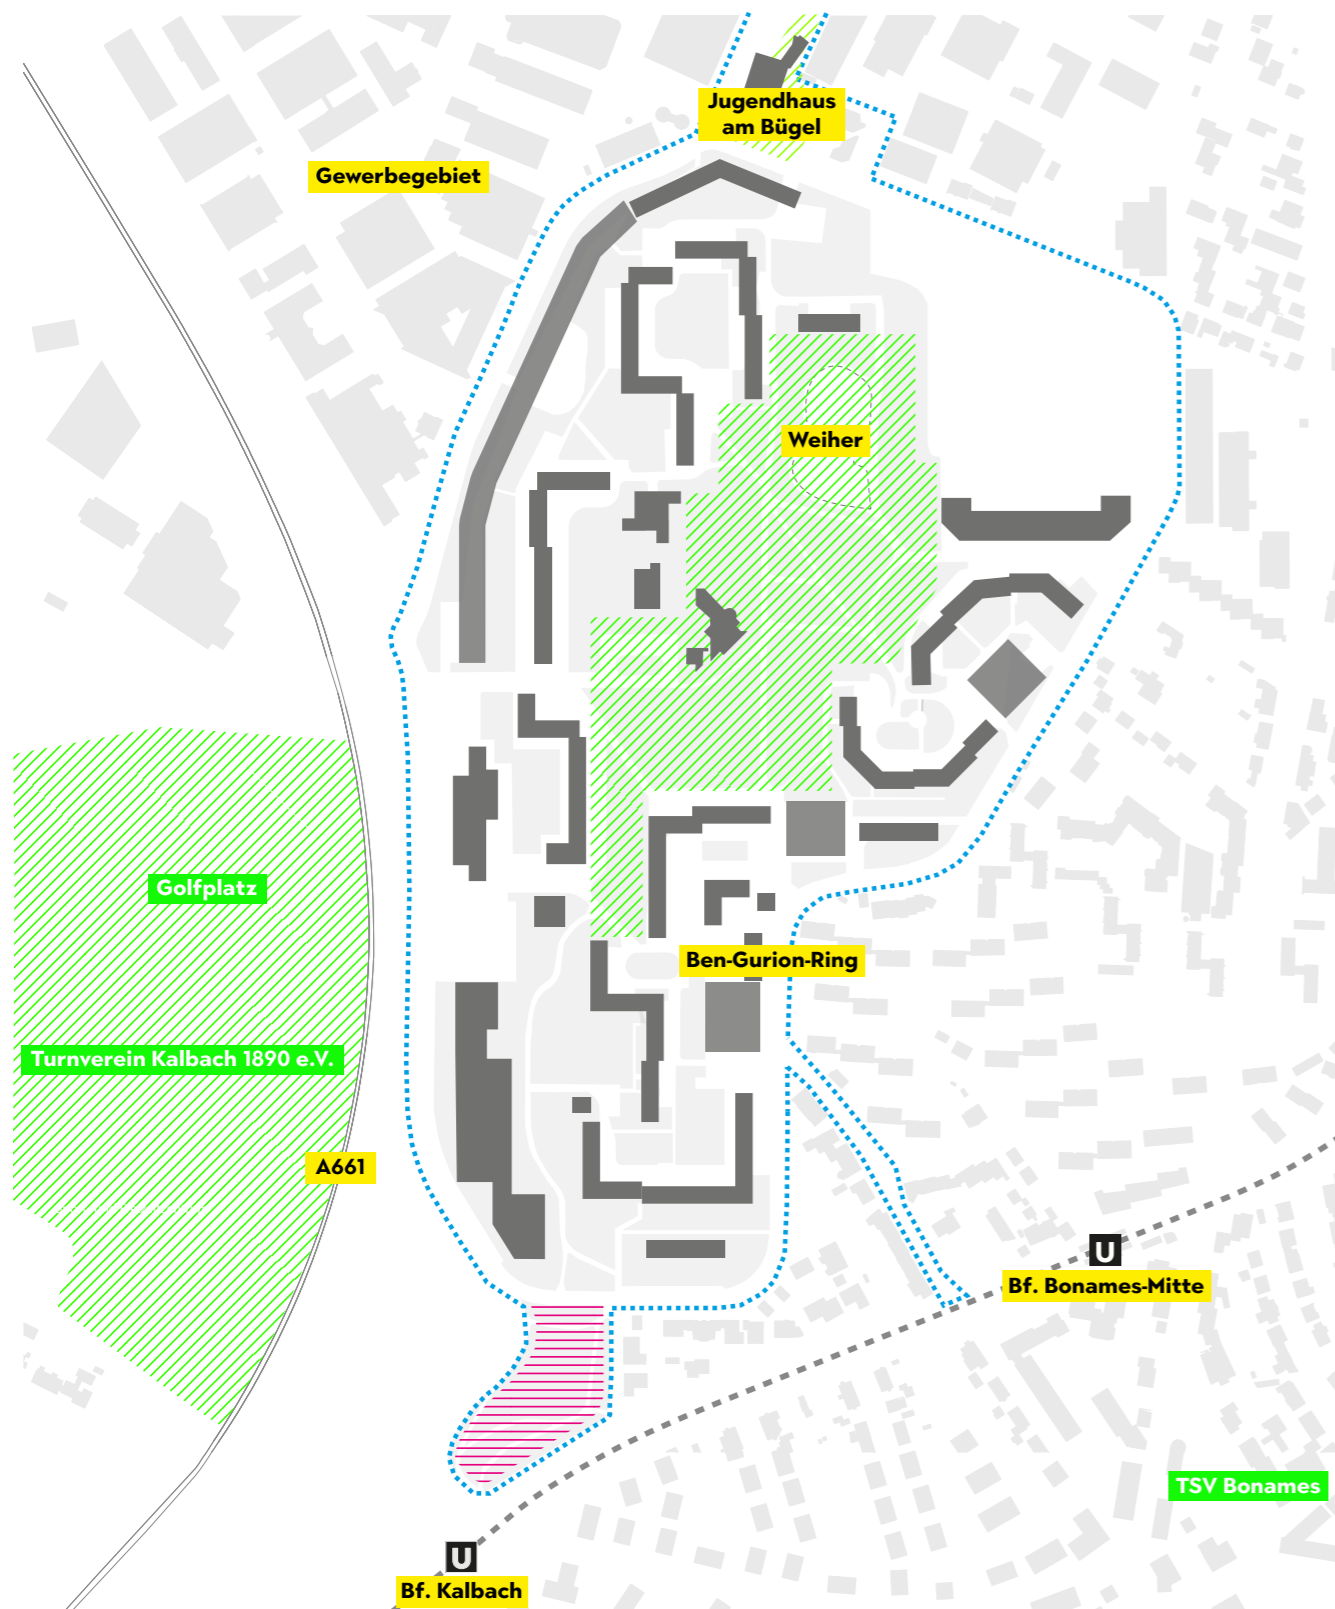 Jugendhaus
am Bügel
Gewerbegebiet
Weiher
Golfplatz
Ben-Gurion-Ring
Turnverein Kalbach 1890 e.V.
A661
U
Bf. Bonames-Mitte
TSV Bonames
U
Bf. Kalbach